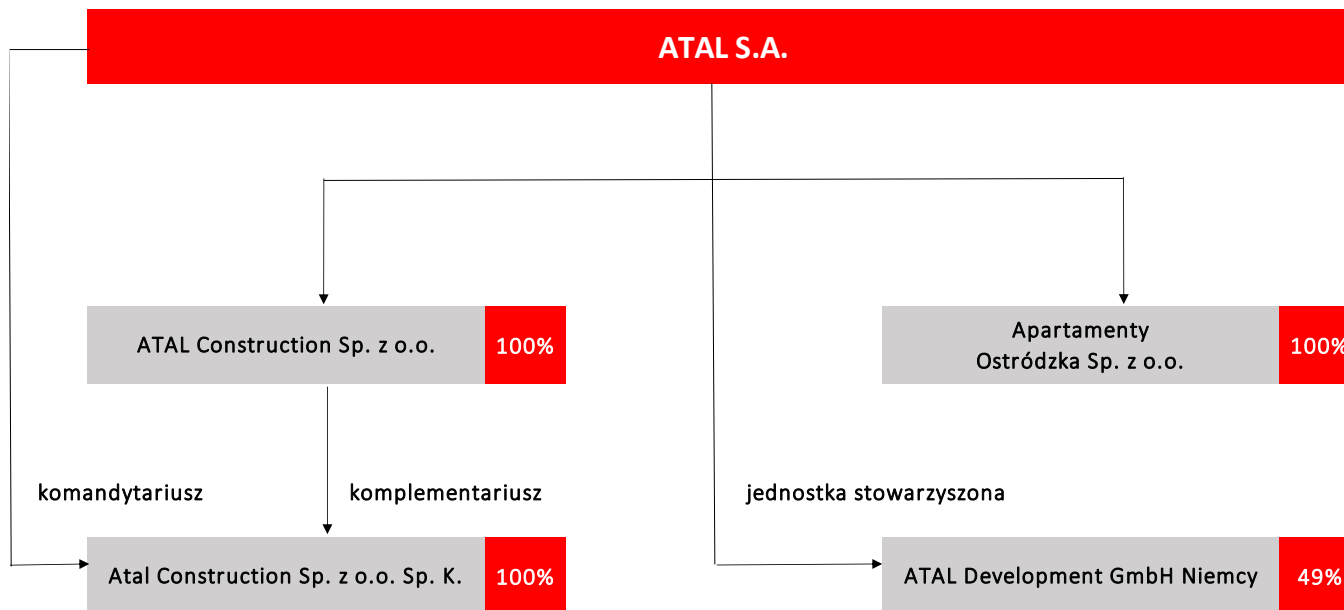 ATAL S.A.
ATAL Construction Sp. z o.o.
100%
Apartamenty
Ostródzka Sp. z o.o.
100%
komandytariusz
komplementariusz
jednostka stowarzyszona
Atal Construction Sp. z o.o. Sp. K.
100%
ATAL Development GmbH Niemcy
49%